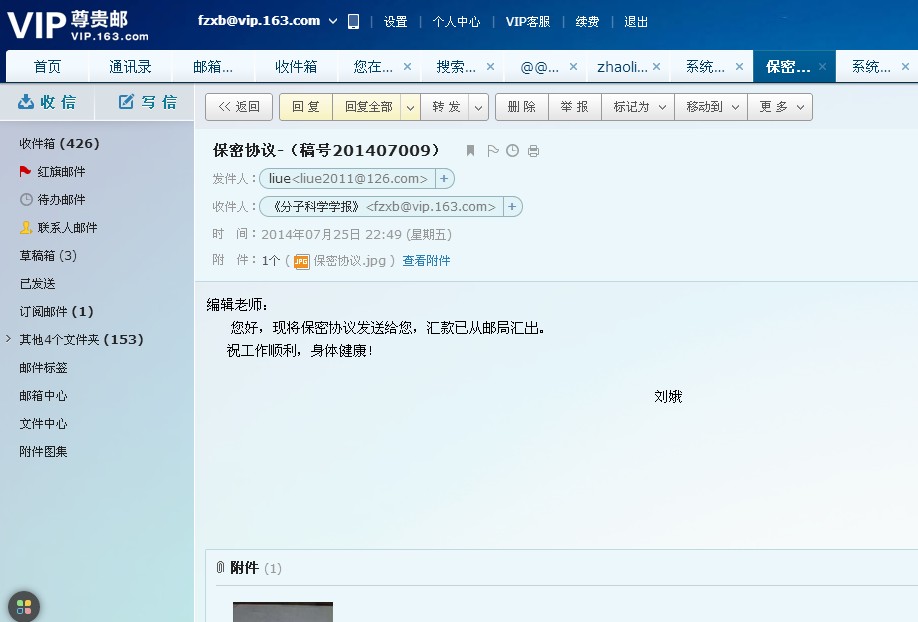 VIP 尊贵邮 VIP.163.com
fzxb@vip.163.com 设置 个人中心 VIP客服 续费 退出
首页 通讯录 邮箱... 收件箱 您在... × 搜索... × @@... × zhaoli... × 系统... × 保密... × 系统... ×
收 信 写 信
<< 返回 回 复 回复全部 转 发 删 除 举 报 标记为 移动到 更 多
收件箱 (426)
红旗邮件
待办邮件
联系人邮件
草稿箱 (3)
已发送
订阅邮件 (1)
其他4个文件夹 (153)
邮件标签
邮箱中心
文件中心
附件图集
保密协议-（稿号201407009）
发件人：liue<liue2011@126.com> +
收件人：《分子科学学报》<fzxb@vip.163.com> +
时 间：2014年07月25日 22:49 (星期五)
附 件：1个 ( JPG 保密协议.jpg ) 查看附件
编辑老师：
您好，现将保密协议发送给您，汇款已从邮局汇出。
祝工作顺利，身体健康！
刘娥
附件 (1)